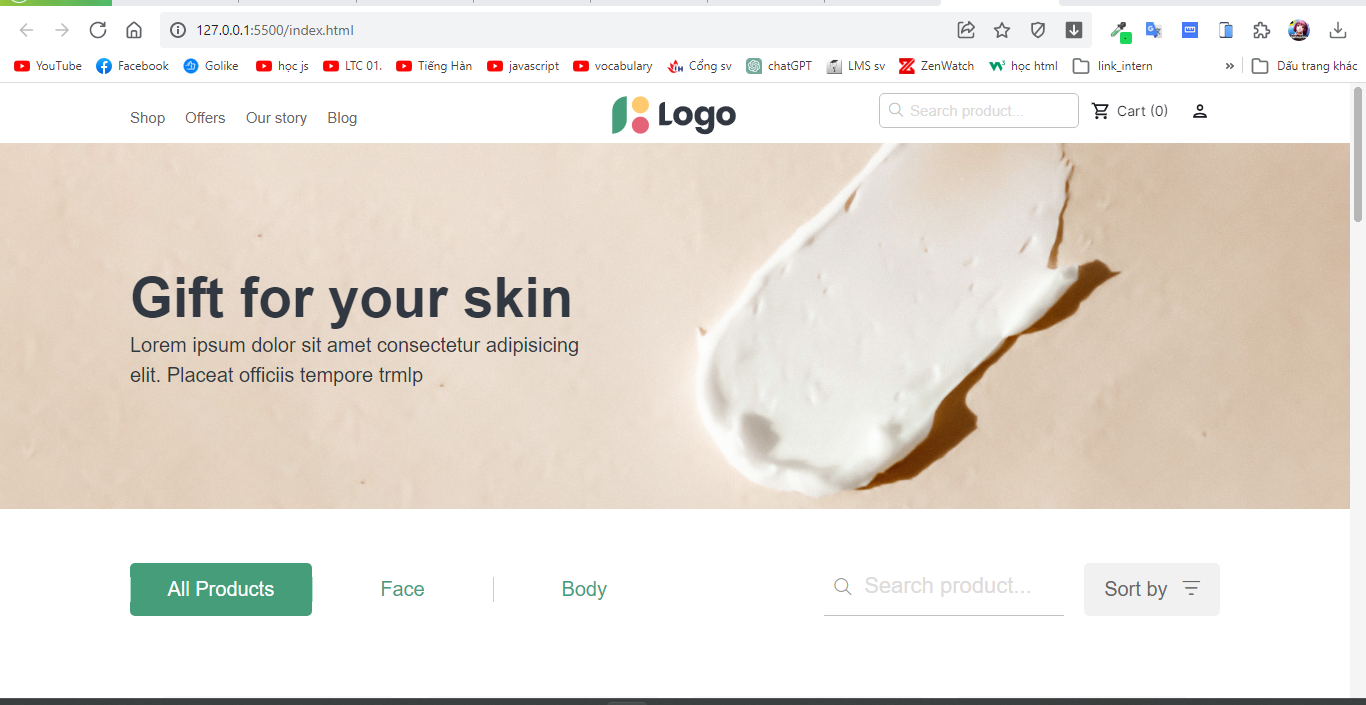 127.0.0.1:5500/index.html
YouTube Facebook Golike học js LTC 01. Tiếng Hàn javascript vocabulary Cổng sv chatGPT LMS sv ZenWatch học html link_intern » Dấu trang khác
Shop Offers Our story Blog Logo Search product... Cart (0)
Gift for your skin
Lorem ipsum dolor sit amet consectetur adipisicing
elit. Placeat officiis tempore trmlp
All Products Face Body Search product... Sort by